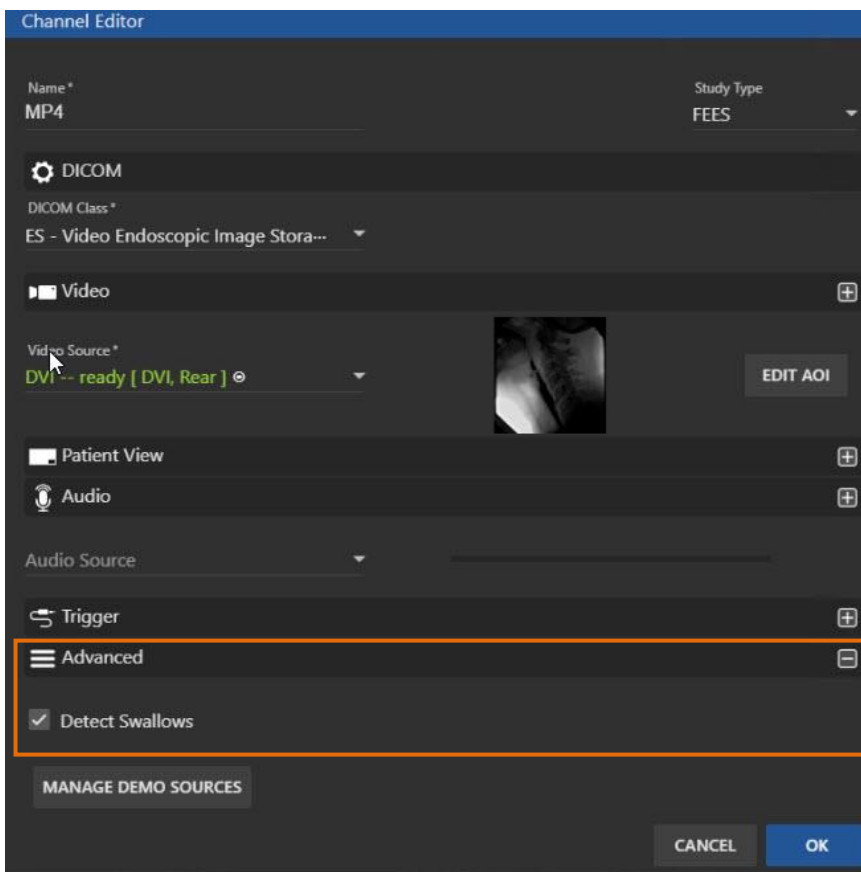 Channel Editor
Name*
MP4
Study Type
FEES
DICOM
DICOM Class*
ES - Video Endoscopic Image Stora...
Video
Video Source*
DVI -- ready [ DVI, Rear ]
EDIT AOI
Patient View
Audio
Audio Source
Trigger
Advanced
Detect Swallows
MANAGE DEMO SOURCES
CANCEL
OK